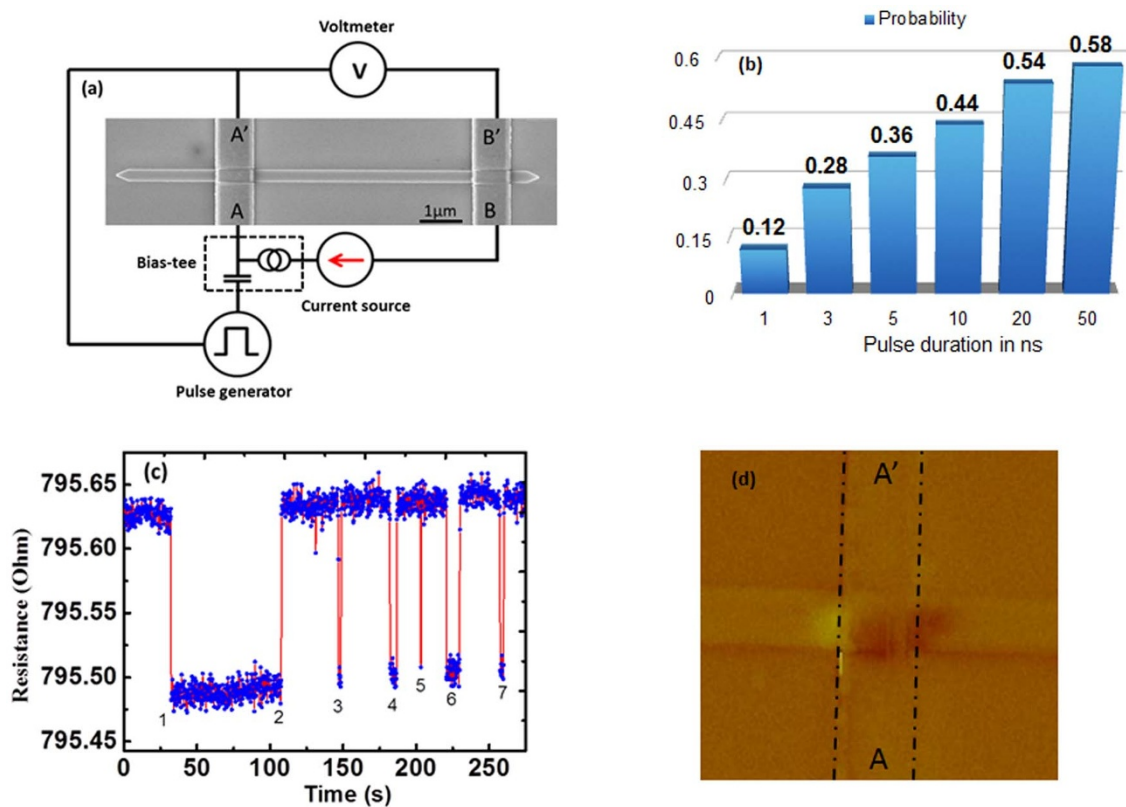 Voltmeter
V
(a)
A'
B'
A
B
1μm
Bias-tee
Current source
Pulse generator
Probability
(b)
0.6
0.45
0.3
0.15
0
0.12
0.28
0.36
0.44
0.54
0.58
1 3 5 10 20 50
Pulse duration in ns
(c)
Resistance (Ohm)
795.65
795.60
795.55
795.50
795.45
1 2 3 4 5 6 7
0 50 100 150 200 250
Time (s)
(d)
A'
A